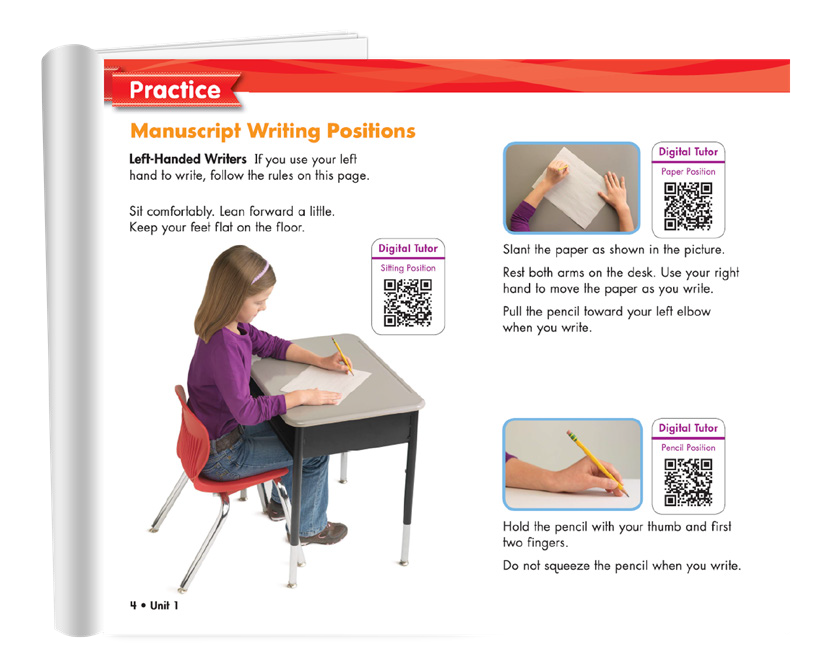 Practice
Manuscript Writing Positions
Left-Handed Writers If you use your left
hand to write, follow the rules on this page.
Sit comfortably. Lean forward a little.
Keep your feet flat on the floor.
Digital Tutor
Sitting Position
4 • Unit 1
Digital Tutor
Paper Position
Slant the paper as shown in the picture.
Rest both arms on the desk. Use your right
hand to move the paper as you write.
Pull the pencil toward your left elbow
when you write.
Digital Tutor
Pencil Position
Hold the pencil with your thumb and first
two fingers.
Do not squeeze the pencil when you write.